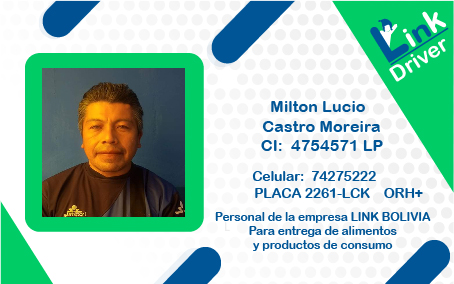 Link
Driver
Milton Lucio
Castro Moreira
CI: 4754571 LP
Celular: 74275222
PLACA 2261-LCK ORH+
Personal de la empresa LINK BOLIVIA
Para entrega de alimentos
y productos de consumo